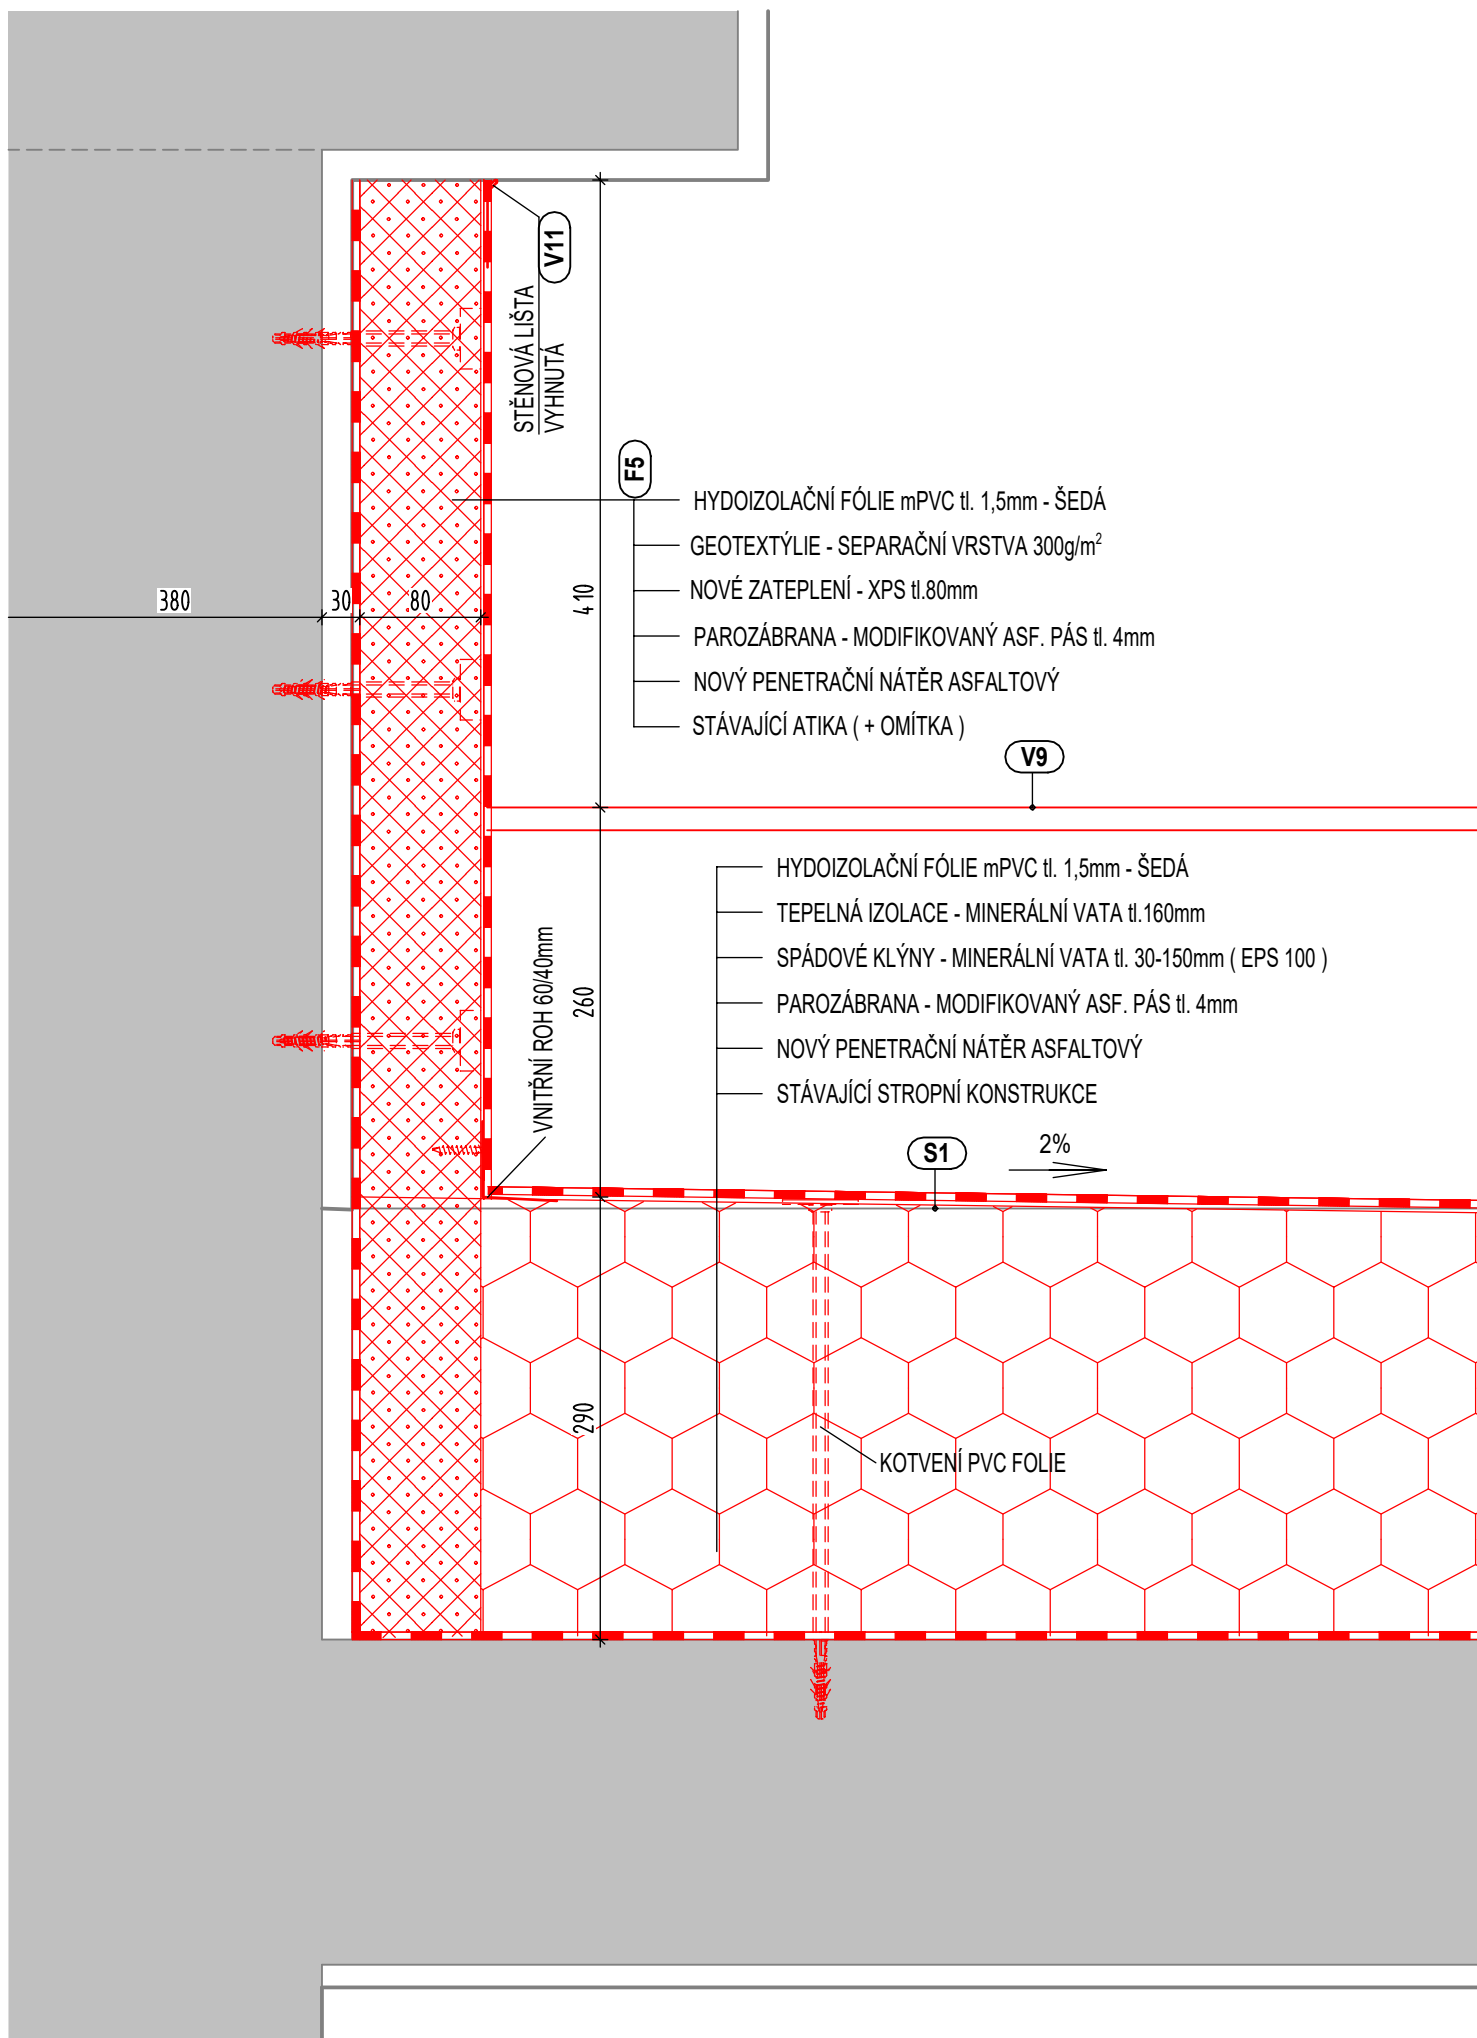 V11
STĚNOVÁ LIŠTA
VYHNUTÁ
F5
HYDOIZOLAČNÍ FÓLIE mPVC tl. 1,5mm - ŠEDÁ
GEOTEXTÝLIE - SEPARAČNÍ VRSTVA 300g/m²
NOVÉ ZATEPLENÍ - XPS tl.80mm
PAROZÁBRANA - MODIFIKOVANÝ ASF. PÁS tl. 4mm
NOVÝ PENETRAČNÍ NÁTĚR ASFALTOVÝ
STÁVAJÍCÍ ATIKA ( + OMÍTKA )
380
30
80
410
V9
HYDOIZOLAČNÍ FÓLIE mPVC tl. 1,5mm - ŠEDÁ
TEPELNÁ IZOLACE - MINERÁLNÍ VATA tl.160mm
SPÁDOVÉ KLÝNY - MINERÁLNÍ VATA tl. 30-150mm ( EPS 100 )
PAROZÁBRANA - MODIFIKOVANÝ ASF. PÁS tl. 4mm
NOVÝ PENETRAČNÍ NÁTĚR ASFALTOVÝ
STÁVAJÍCÍ STROPNÍ KONSTRUKCE
VNITŘNÍ ROH 60/40mm
260
S1
2%
290
KOTVENÍ PVC FOLIE